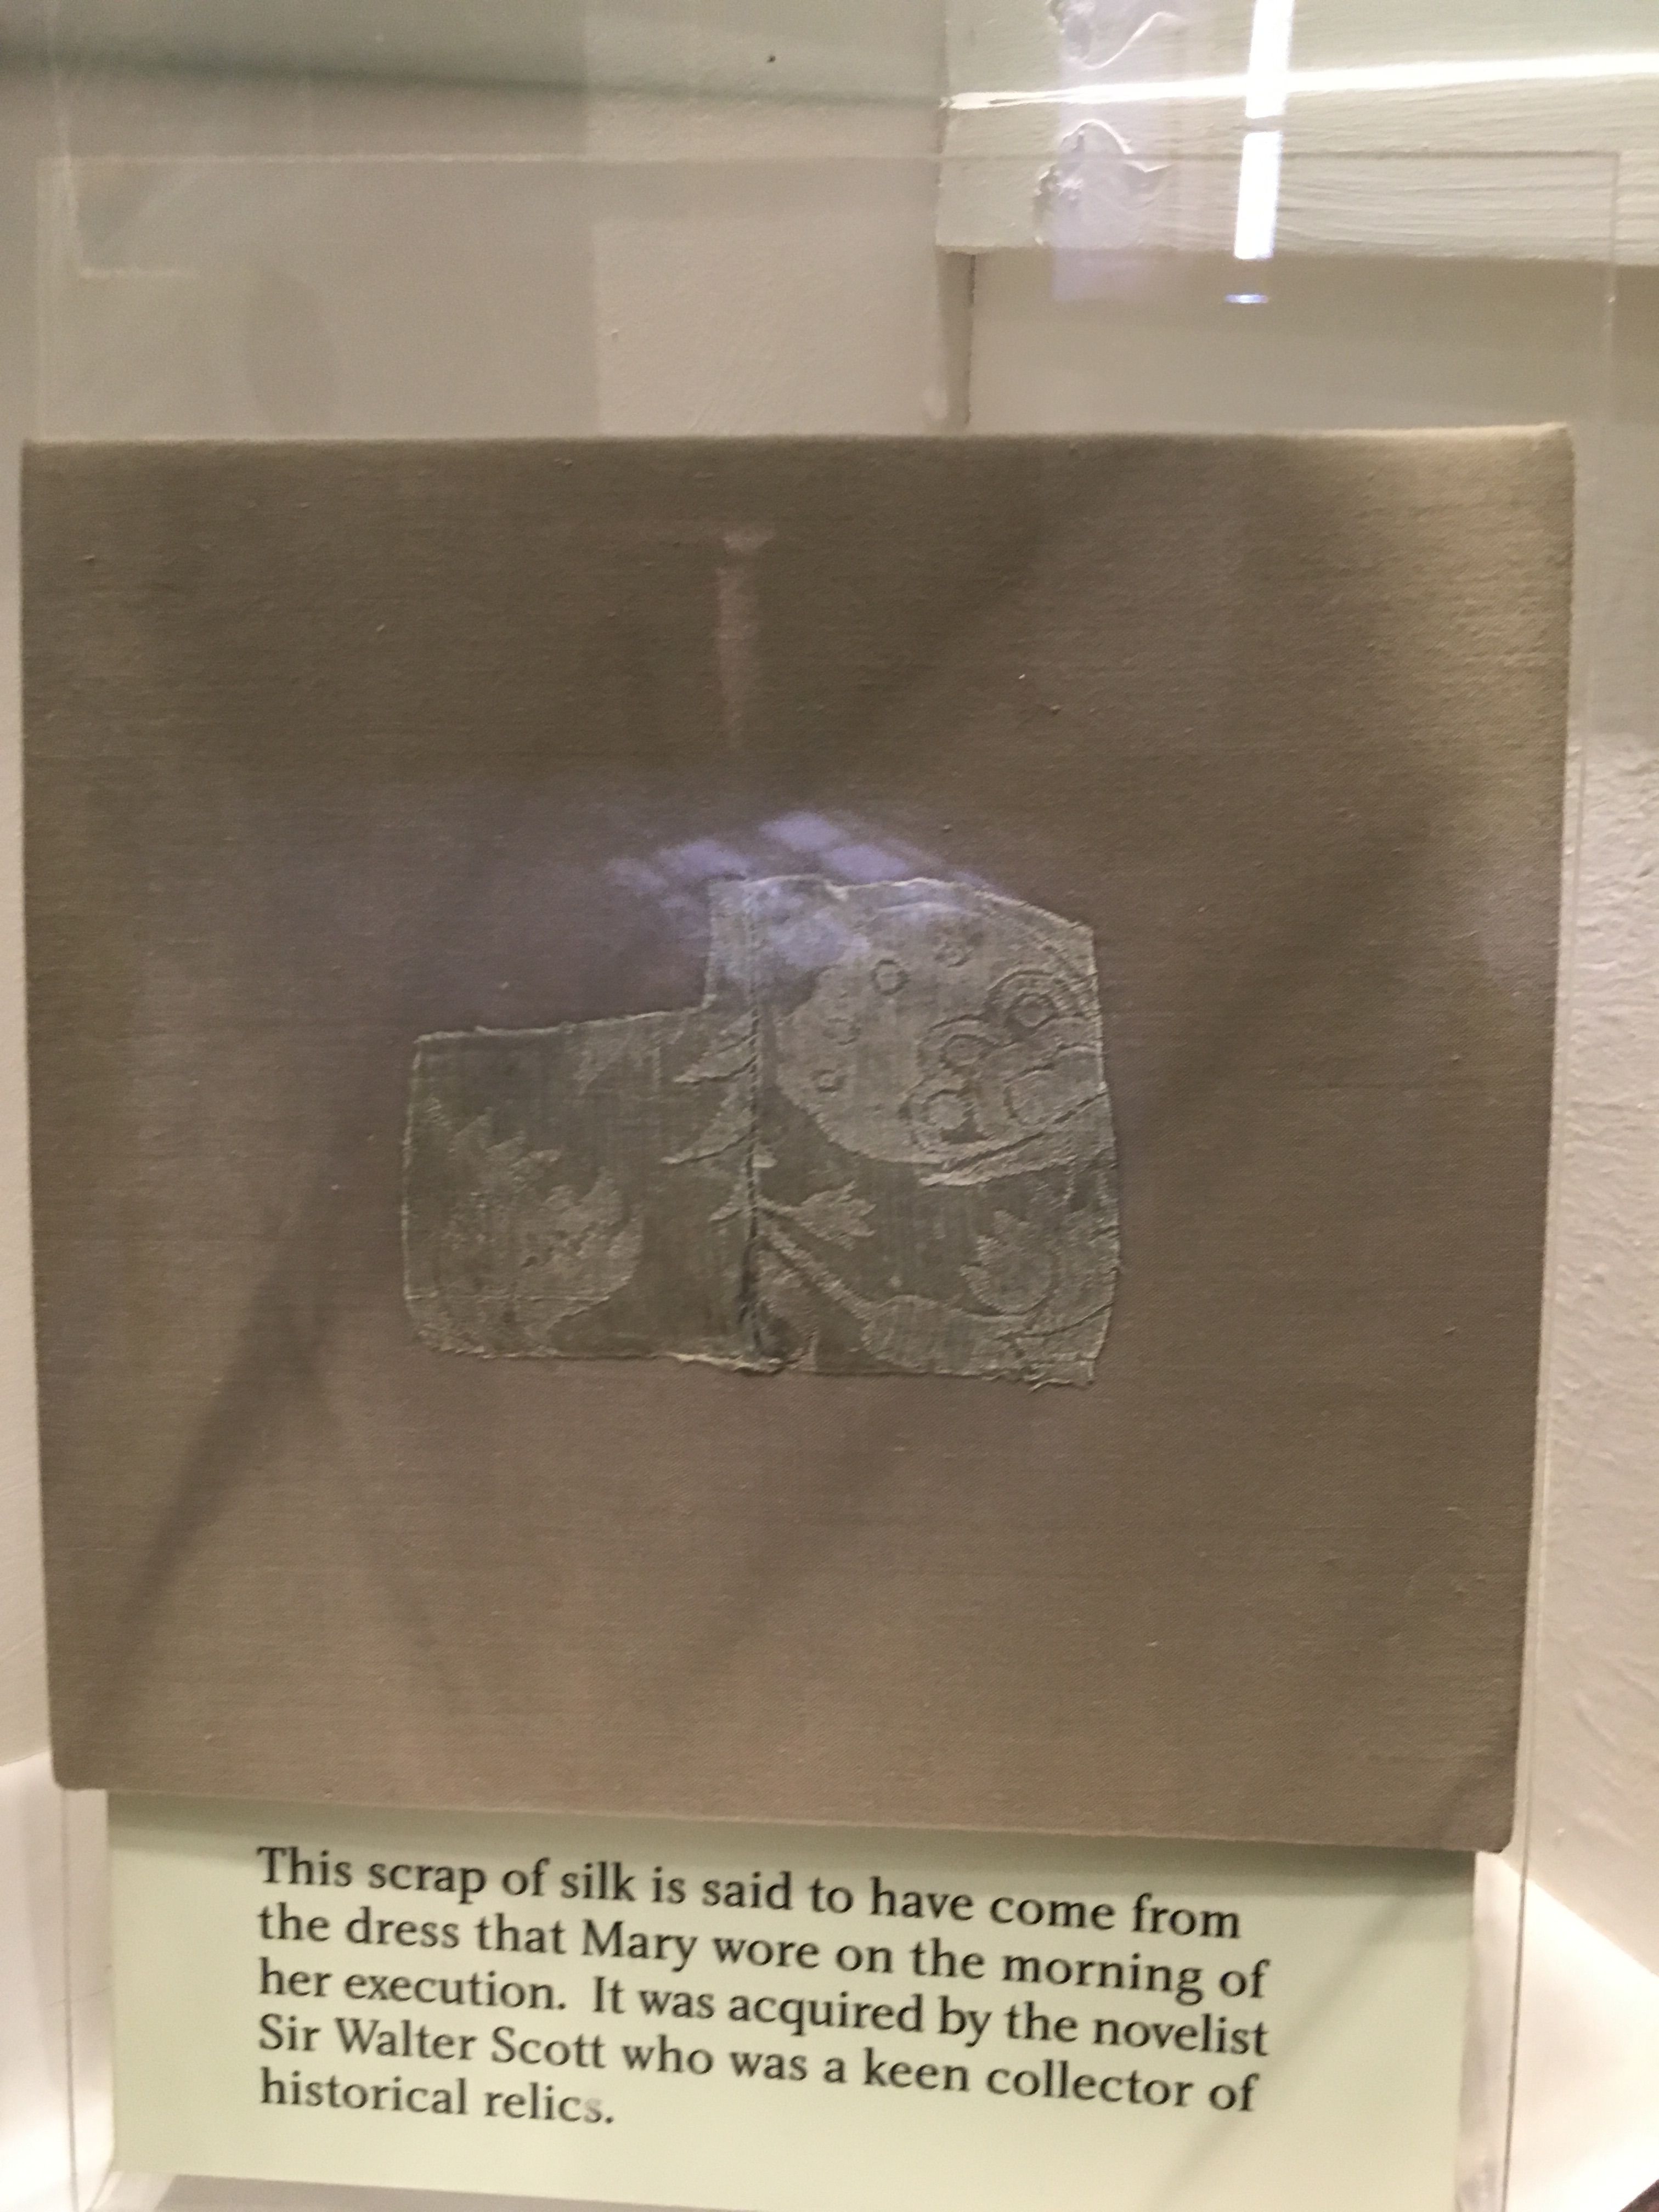 This scrap of silk is said to have come from
the dress that Mary wore on the morning of
her execution. It was acquired by the novelist
Sir Walter Scott who was a keen collector of
historical relics.